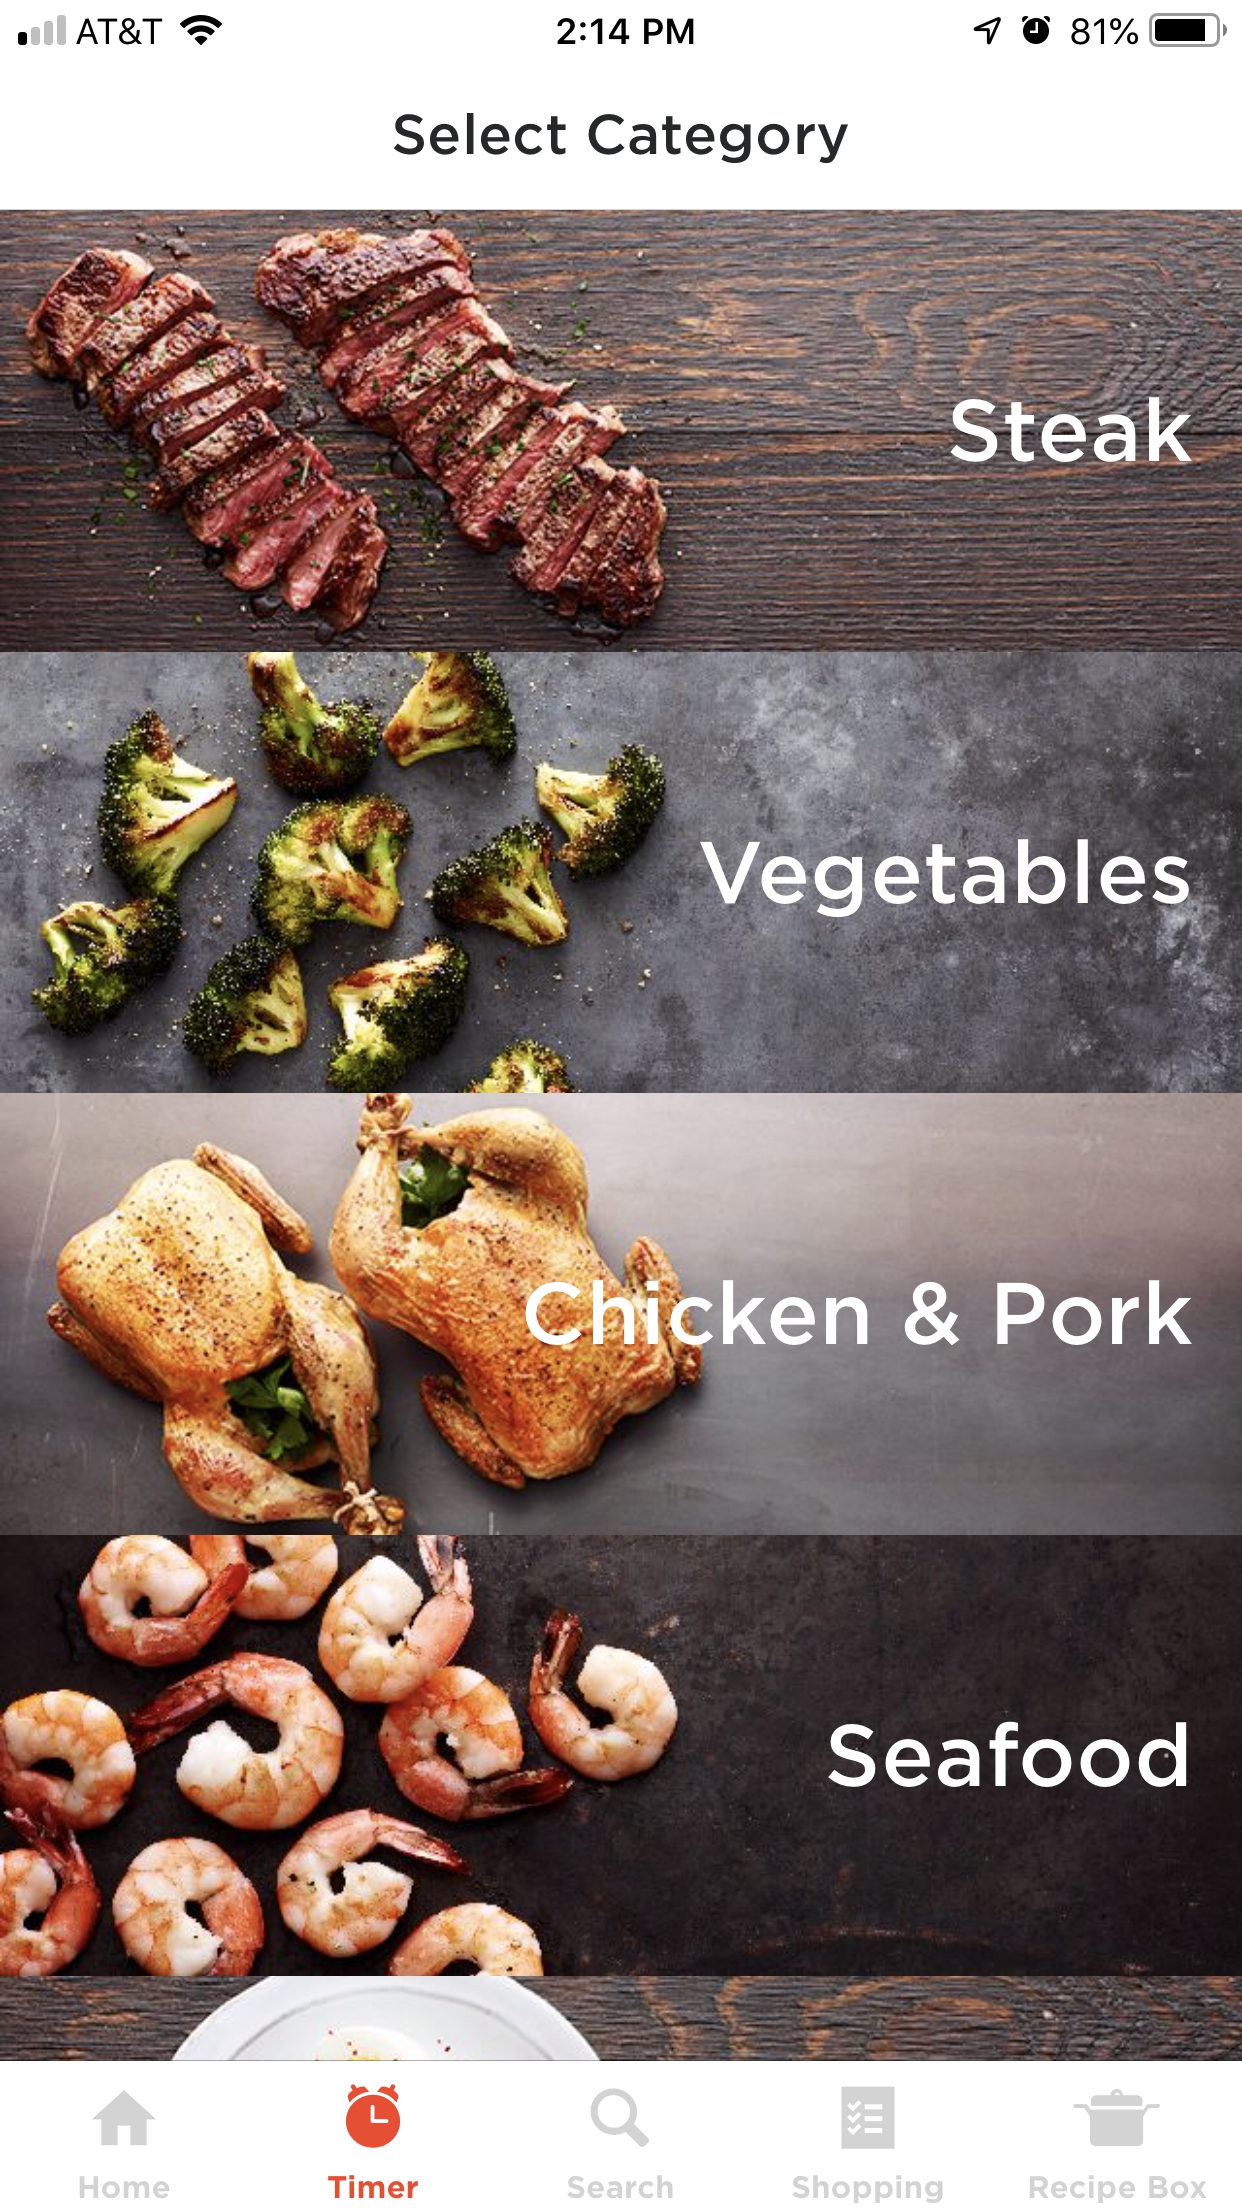 AT&T 2:14 PM 81%
Select Category
Steak
Vegetables
Chicken & Pork
Seafood
Home Timer Search Shopping Recipe Box